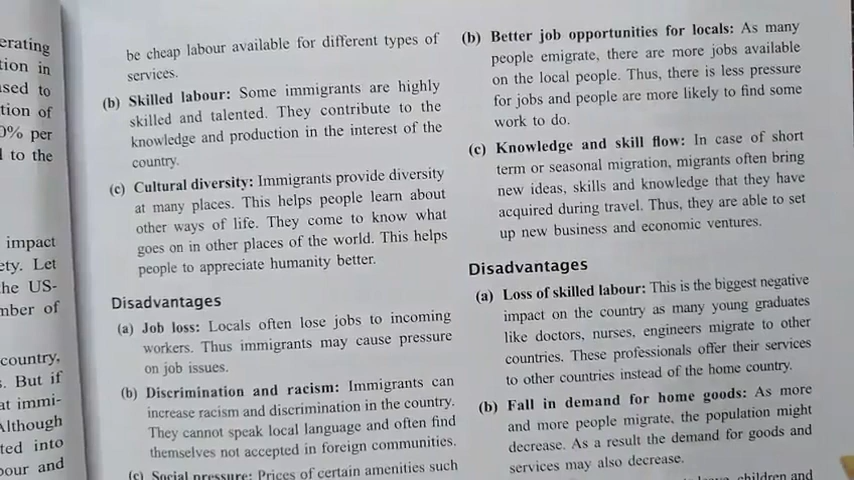 erating
tion in
used to
tion of
0% per
to the
impact
ety. Let
he US-
mber of
country,
. But if
at immi-
Although
ted into
bour and
be cheap labour available for different types of
services.
(b) Skilled labour: Some immigrants are highly
skilled and talented. They contribute to the
knowledge and production in the interest of the
country.
(c) Cultural diversity: Immigrants provide diversity
at many places. This helps people learn about
other ways of life. They come to know what
goes on in other places of the world. This helps
people to appreciate humanity better.
Disadvantages
(a) Job loss: Locals often lose jobs to incoming
workers. Thus immigrants may cause pressure
on job issues.
(b) Discrimination and racism: Immigrants can
increase racism and discrimination in the country.
They cannot speak local language and often find
themselves not accepted in foreign communities.
(c) Social pressure: Prices of certain amenities such
(b) Better job opportunities for locals: As many
people emigrate, there are more jobs available
on the local people. Thus, there is less pressure
for jobs and people are more likely to find some
work to do.
(c) Knowledge and skill flow: In case of short
term or seasonal migration, migrants often bring
new ideas, skills and knowledge that they have
acquired during travel. Thus, they are able to set
up new business and economic ventures.
Disadvantages
(a) Loss of skilled labour: This is the biggest negative
impact on the country as many young graduates
like doctors, nurses, engineers migrate to other
countries. These professionals offer their services
to other countries instead of the home country.
(b) Fall in demand for home goods: As more
and more people migrate, the population might
decrease. As a result the demand for goods and
services may also decrease.
children and